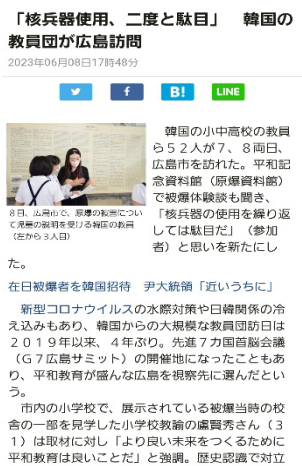 「核兵器使用、二度と駄目」　韓国の
教員団が広島訪問
2023年06月08日17時48分
B!
LINE
８日、広島市で、原爆の被害につい
て児童の説明を受ける韓国の教員
（左から３人目）
韓国の小中高校の教員
ら５２人が７、８両日、
広島市を訪れた。平和記
念資料館（原爆資料館）
で被爆体験談も聞き、
「核兵器の使用を繰り返
しては駄目だ」（参加
者）と思いを新たにし
た。
在日被爆者を韓国招待　尹大統領「近いうちに」
新型コロナウイルスの水際対策や日韓関係の冷
え込みもあり、韓国からの大規模な教員団訪日は
２０１９年以来、４年ぶり。先進７カ国首脳会議
（Ｇ７広島サミット）の開催地になったこともあ
り、平和教育が盛んな広島を視察先に選んだとい
う。
市内の小学校で、展示されている被爆当時の校
舎の一部を見学した小学校教諭の盧賢秀さん（３
１）は取材に対し「より良い未来をつくるために
平和教育は良いことだ」と強調。歴史認識で対立